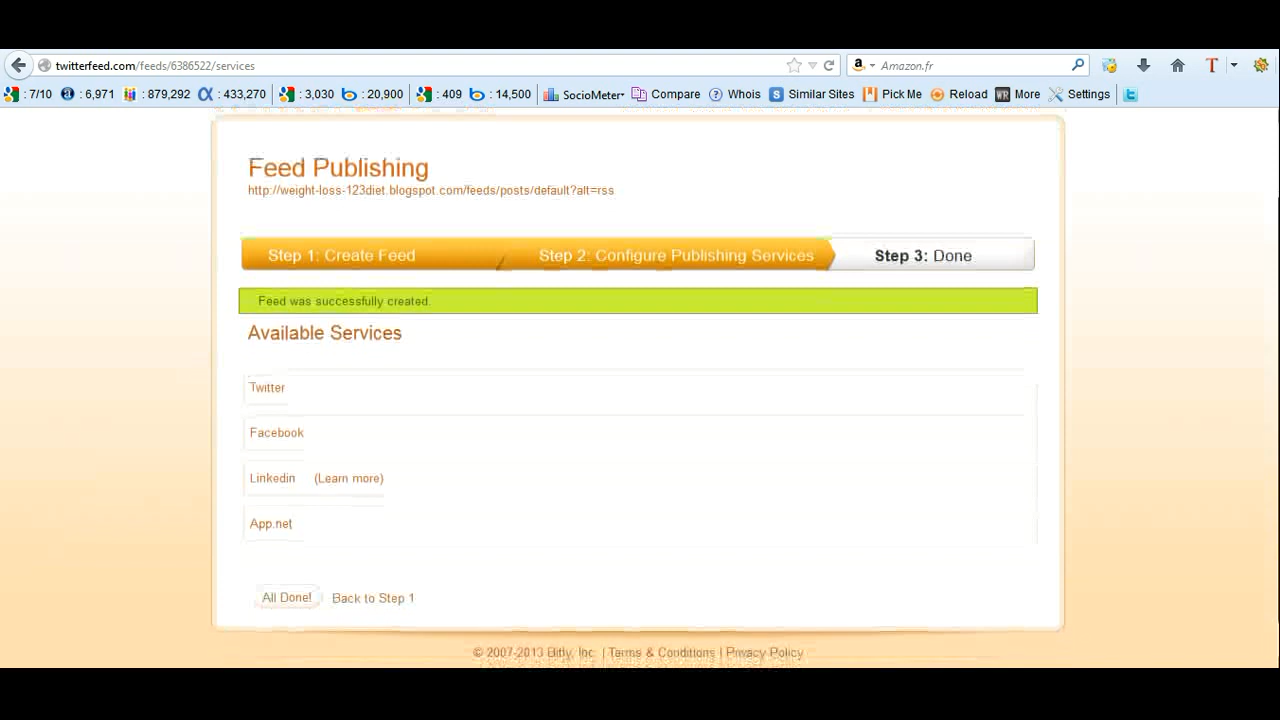 twitterfeed.com/feeds/6386522/services
Amazon.fr
: 7/10 : 6,971 : 879,292 : 433,270 : 3,030 : 20,900 : 409 : 14,500 SocioMeter Compare Whois Similar Sites Pick Me Reload More Settings
Feed Publishing
http://weight-loss-123diet.blogspot.com/feeds/posts/default?alt=rss
Step 1: Create Feed Step 2: Configure Publishing Services Step 3: Done
Feed was successfully created.
Available Services
Twitter
Facebook
Linkedin (Learn more)
App.net
All Done! Back to Step 1
© 2007-2013 Bitly, Inc. | Terms & Conditions | Privacy Policy